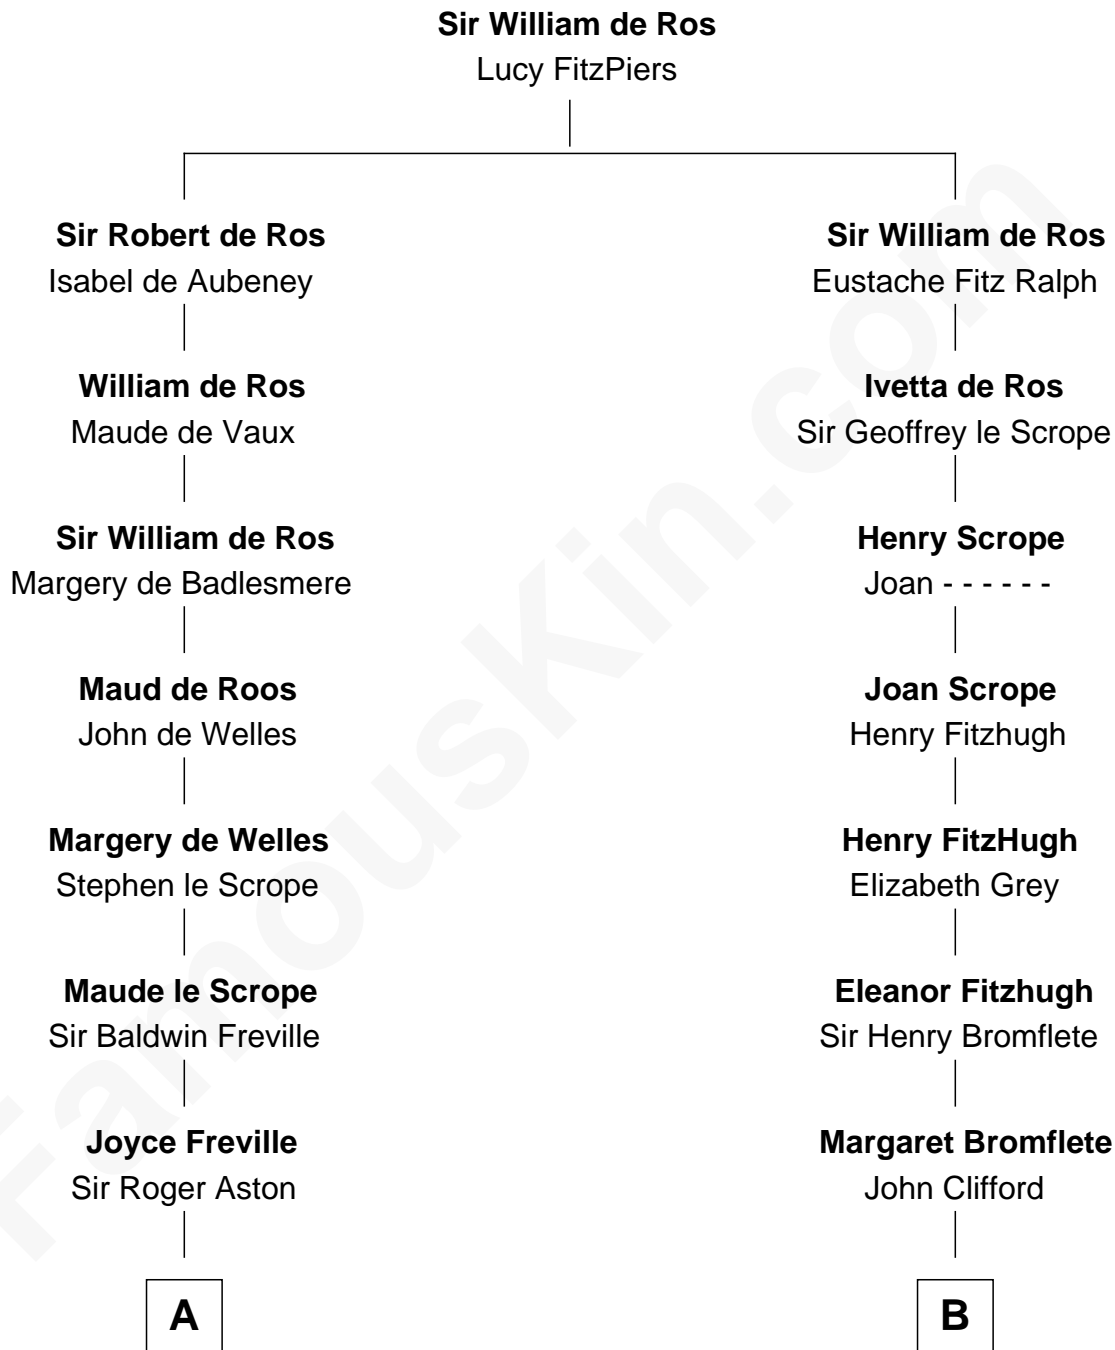 Sir William de Ros
Lucy FitzPiers
Sir Robert de Ros
Isabel de Aubeney
Sir William de Ros
Eustache Fitz Ralph
William de Ros
Maude de Vaux
Ivetta de Ros
Sir Geoffrey le Scrope
Sir William de Ros
Margery de Badlesmere
Henry Scrope
Joan - - - - - -
Maud de Roos
John de Welles
Joan Scrope
Henry Fitzhugh
Margery de Welles
Stephen le Scrope
Henry FitzHugh
Elizabeth Grey
Maude le Scrope
Sir Baldwin Freville
Eleanor Fitzhugh
Sir Henry Bromflete
Joyce Freville
Sir Roger Aston
Margaret Bromflete
John Clifford
A
B
FamousKin.com